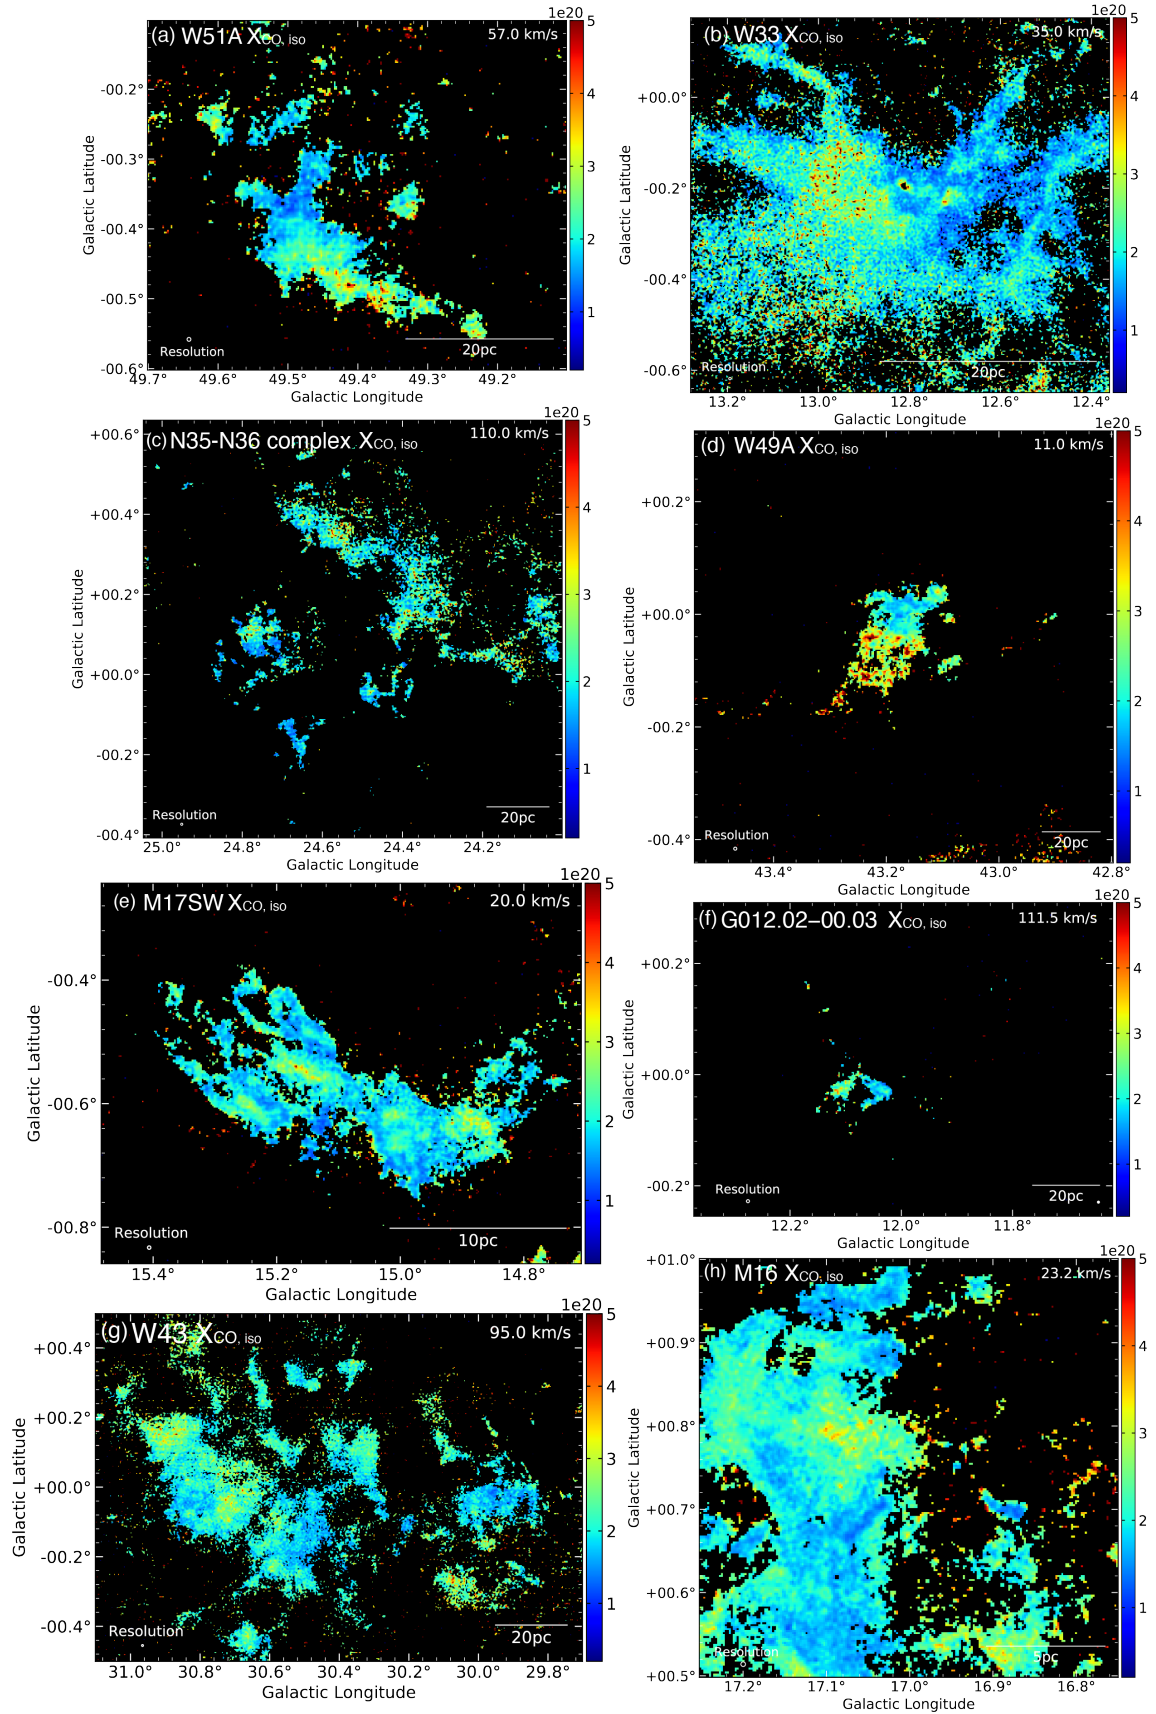 (a) W51A XCO, iso
57.0 km/s
1e20
5
4
3
2
1
-00.2°
-00.3°
-00.4°
-00.5°
-00.6°
Galactic Latitude
Resolution
20pc
49.7 49.6° 49.5° 49.4° 49.3° 49.2°
Galactic Longitude
(b) W33 XCO, iso
35.0 km/s
1e20
5
4
3
2
1
+00.0°
-00.2°
-00.4°
-00.6°
Galactic Latitude
Resolution
20pc
13.2° 13.0° 12.8° 12.6° 12.4°
Galactic Longitude
(c) N35-N36 complex XCO, iso
110.0 km/s
1e20
5
4
3
2
1
+00.6°
+00.4°
+00.2°
+00.0°
-00.2°
-00.4°
Galactic Latitude
Resolution
20pc
25.0° 24.8° 24.6° 24.4° 24.2°
Galactic Longitude
(d) W49A XCO, iso
11.0 km/s
1e20
5
4
3
2
1
+00.2°
+00.0°
-00.2°
-00.4°
Galactic Latitude
Resolution
20pc
43.4° 43.2° 43.0° 42.8°
Galactic Longitude
(e) M17SW XCO, iso
20.0 km/s
1e20
5
4
3
2
1
-00.4°
-00.6°
-00.8°
Galactic Latitude
Resolution
10pc
15.4° 15.2° 15.0° 14.8°
Galactic Longitude
(f) G012.02−00.03 XCO, iso
111.5 km/s
1e20
5
4
3
2
1
+00.2°
+00.0°
-00.2°
Galactic Latitude
Resolution
20pc
12.2° 12.0° 11.8°
Galactic Longitude
(g) W43 XCO, iso
95.0 km/s
1e20
5
4
3
2
1
+00.4°
+00.2°
+00.0°
-00.2°
-00.4°
Galactic Latitude
Resolution
20pc
31.0° 30.8° 30.6° 30.4° 30.2° 30.0° 29.8°
Galactic Longitude
(h) M16 XCO, iso
23.2 km/s
1e20
5
4
3
2
1
+01.0°
+00.9°
+00.8°
+00.7°
+00.6°
+00.5°
Galactic Latitude
Resolution
5pc
17.2° 17.1° 17.0° 16.9° 16.8°
Galactic Longitude